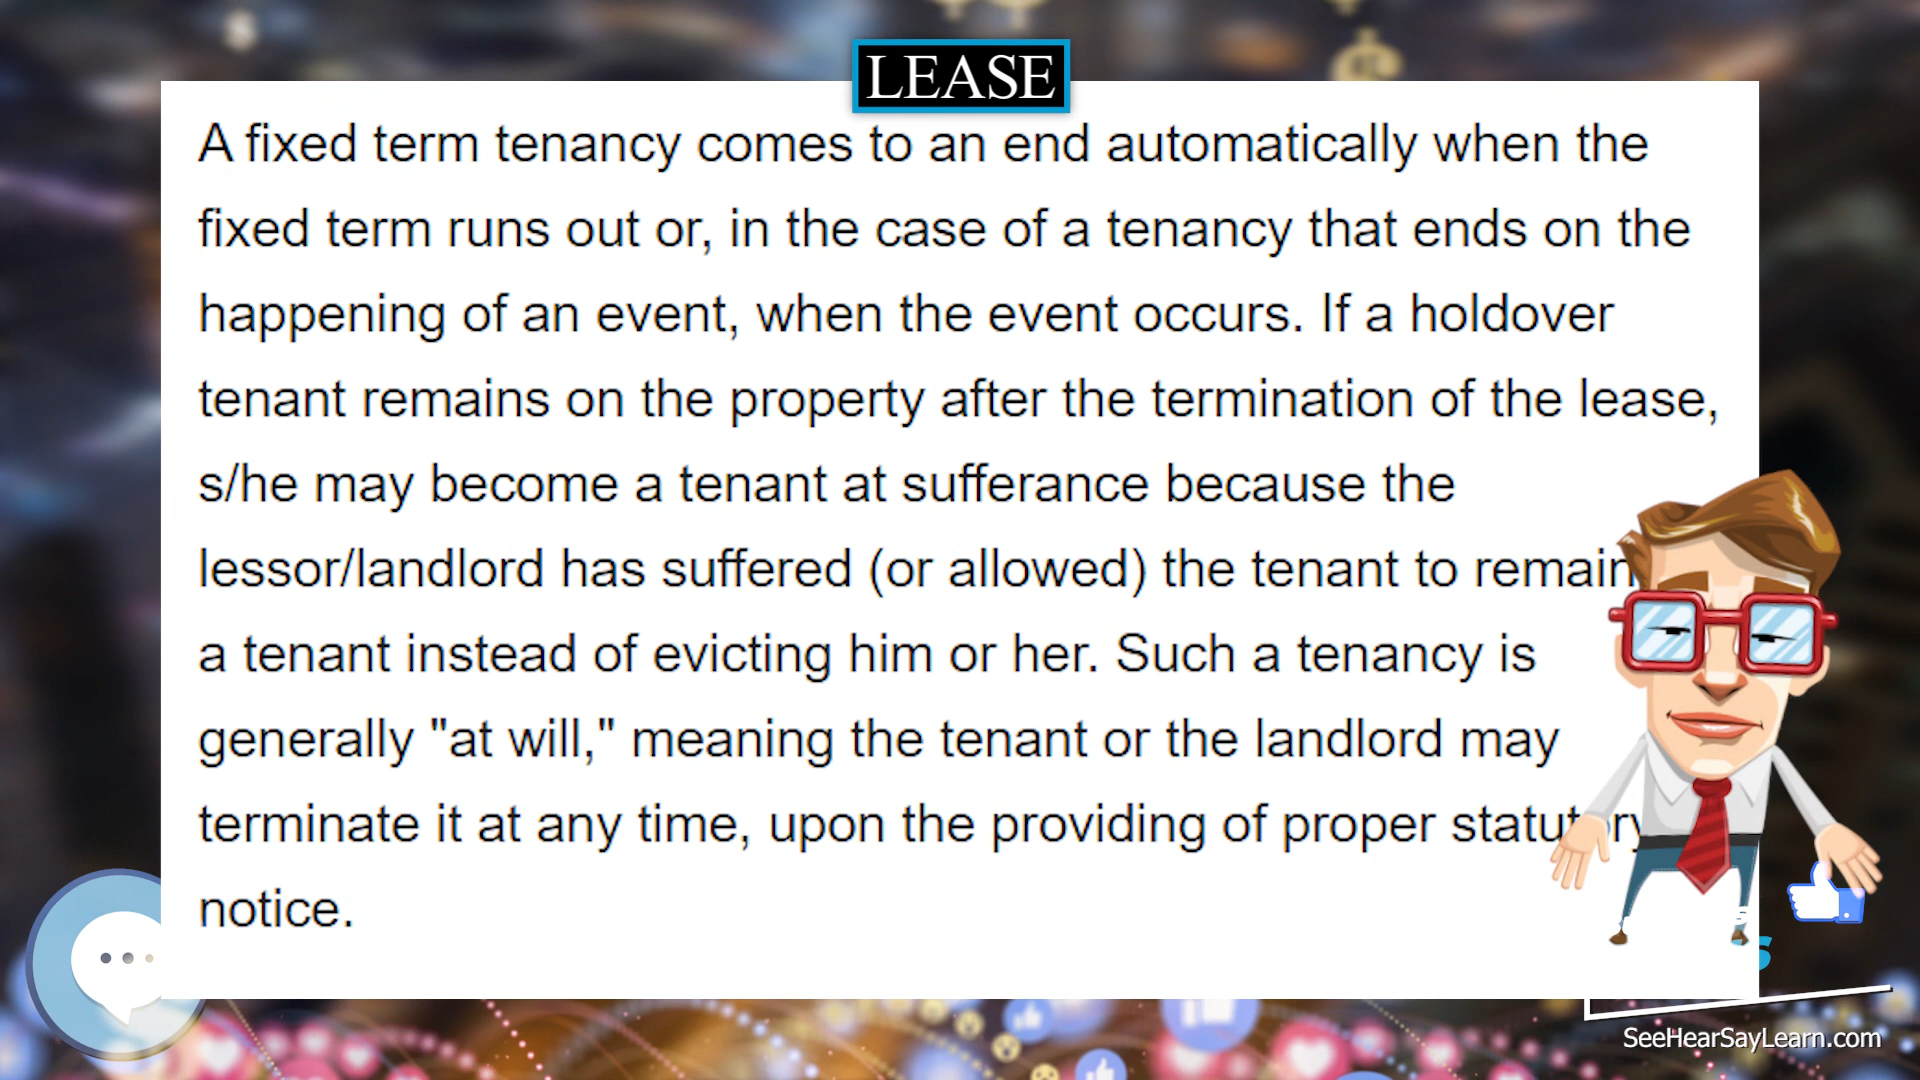 LEASE
A fixed term tenancy comes to an end automatically when the
fixed term runs out or, in the case of a tenancy that ends on the
happening of an event, when the event occurs. If a holdover
tenant remains on the property after the termination of the lease,
s/he may become a tenant at sufferance because the
lessor/landlord has suffered (or allowed) the tenant to remain
a tenant instead of evicting him or her. Such a tenancy is
generally "at will," meaning the tenant or the landlord may
terminate it at any time, upon the providing of proper statutory
notice.
SeeHearSayLearn.com